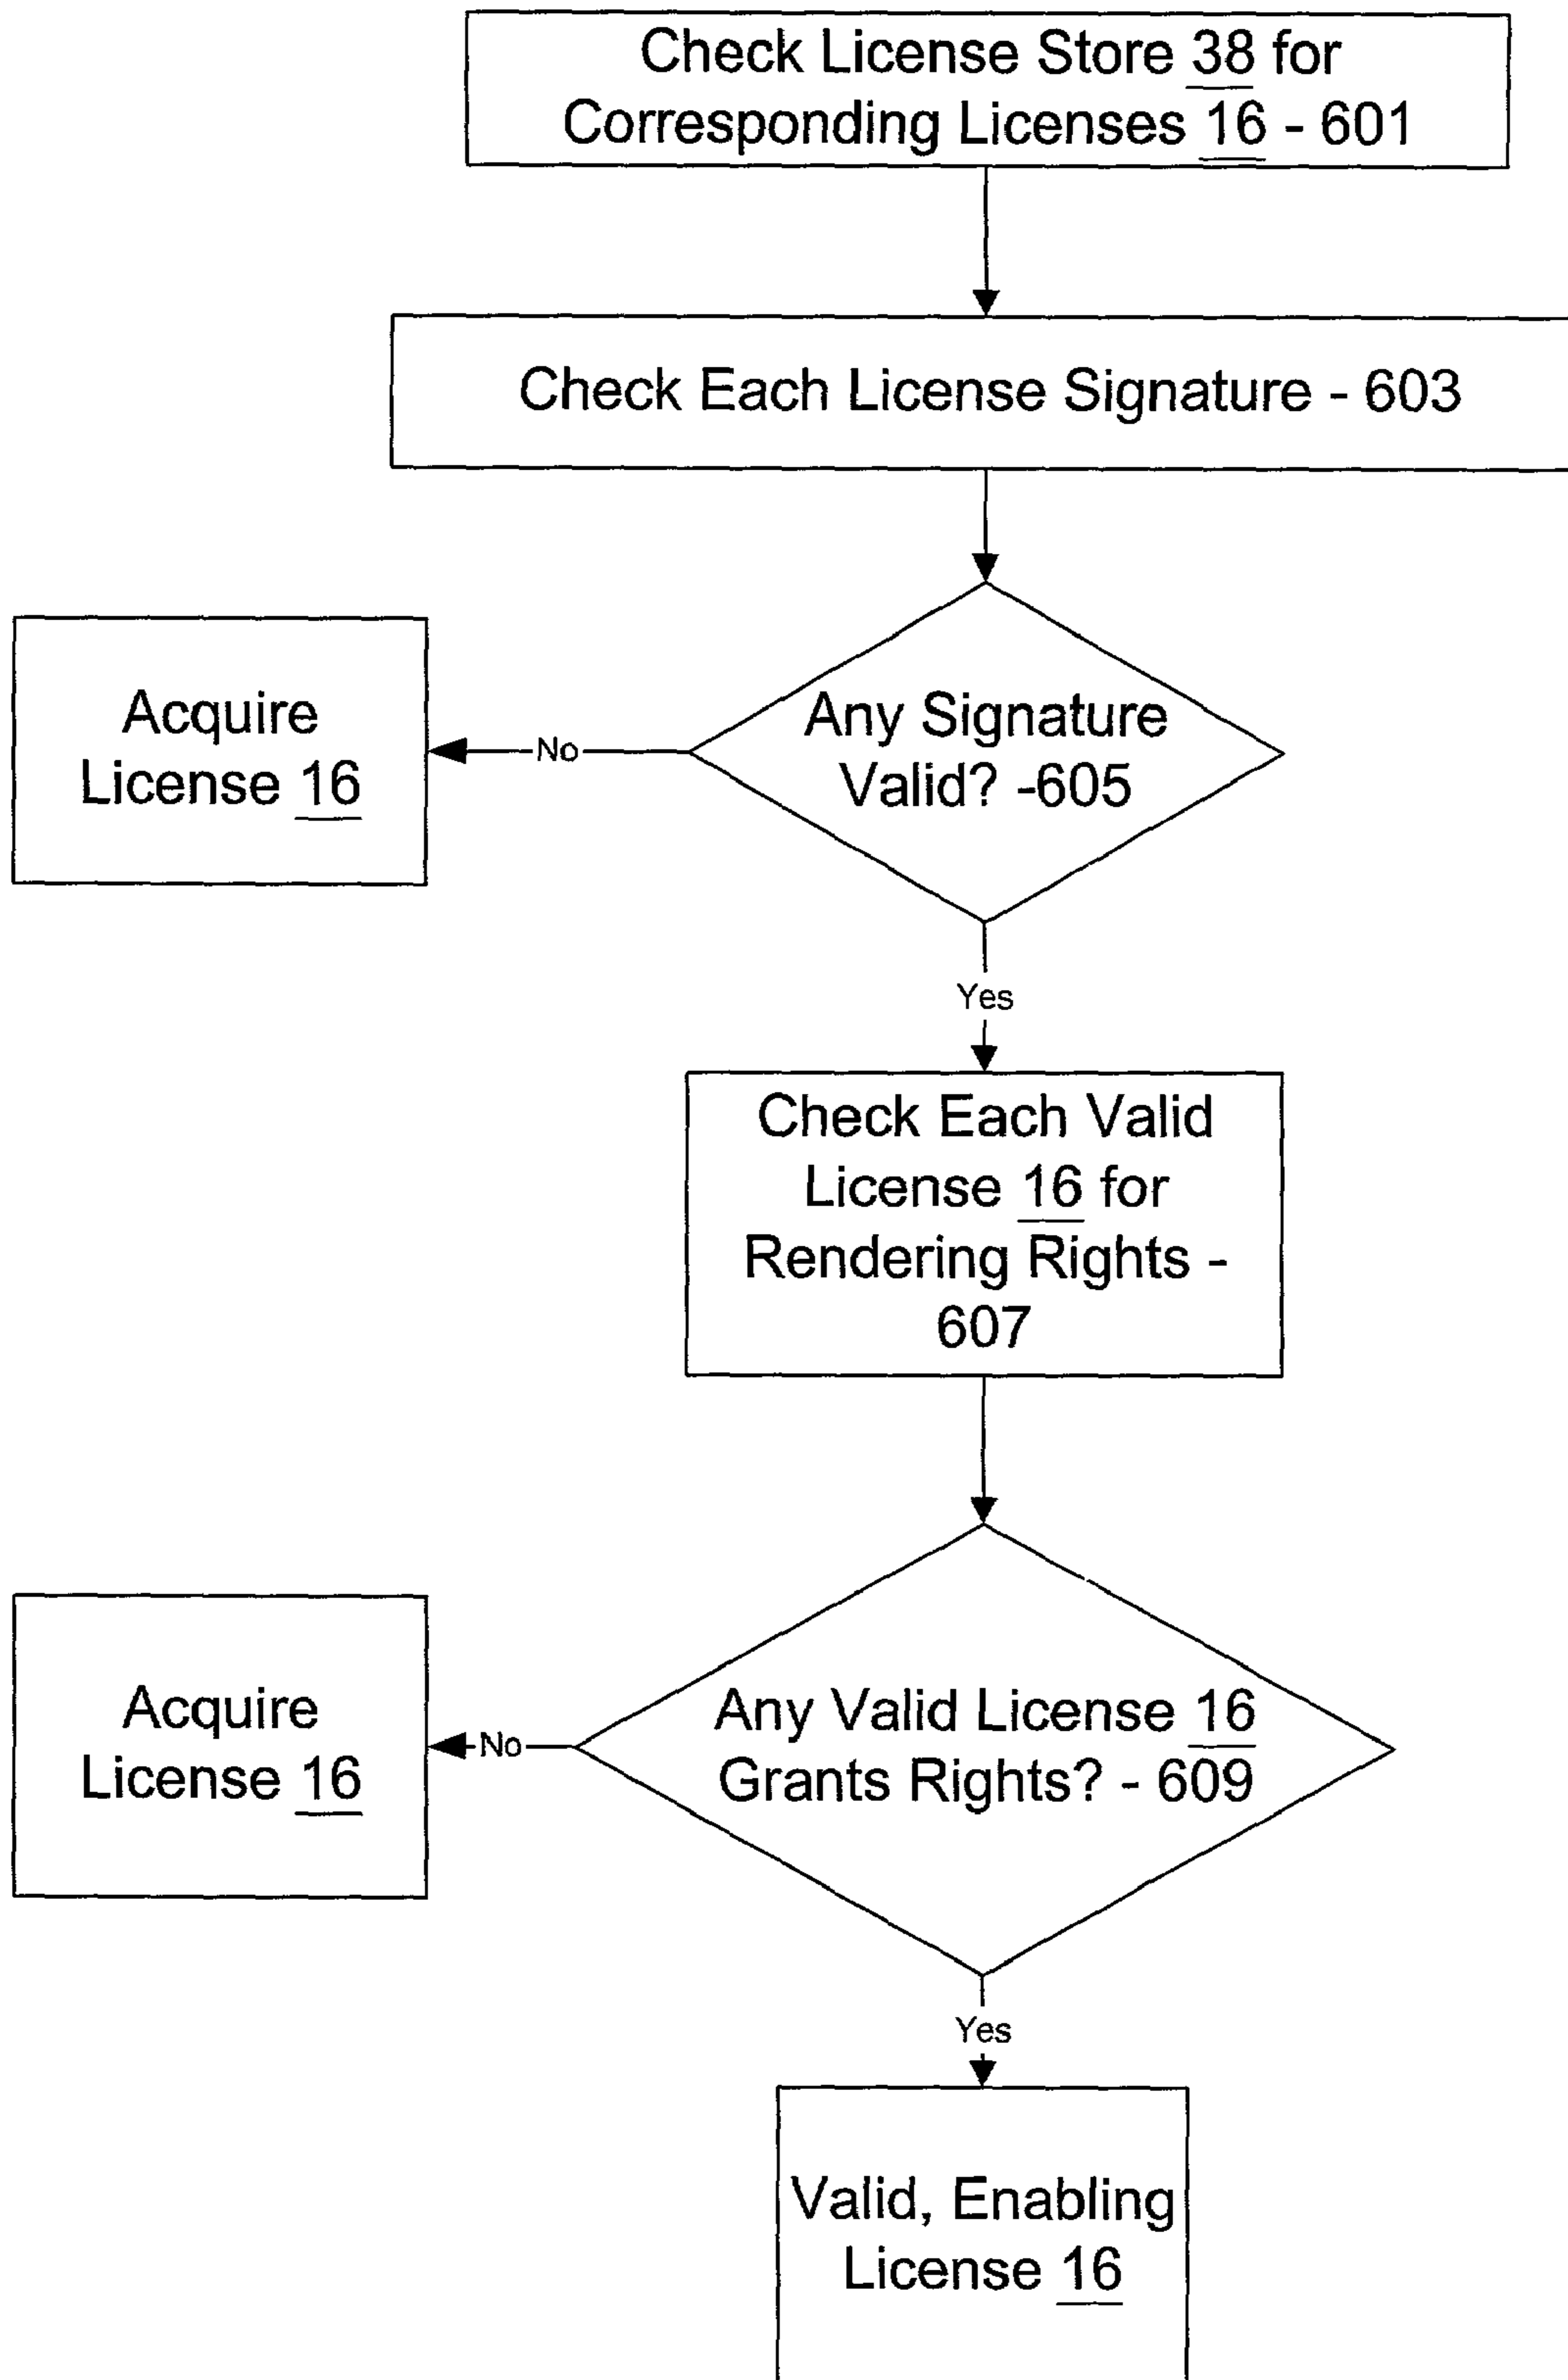 Check License Store 38 for
Corresponding Licenses 16 - 601
Check Each License Signature - 603
Any Signature
Valid? -605
No
Acquire
License 16
Yes
Check Each Valid
License 16 for
Rendering Rights -
607
Any Valid License 16
Grants Rights? - 609
No
Acquire
License 16
Yes
Valid, Enabling
License 16